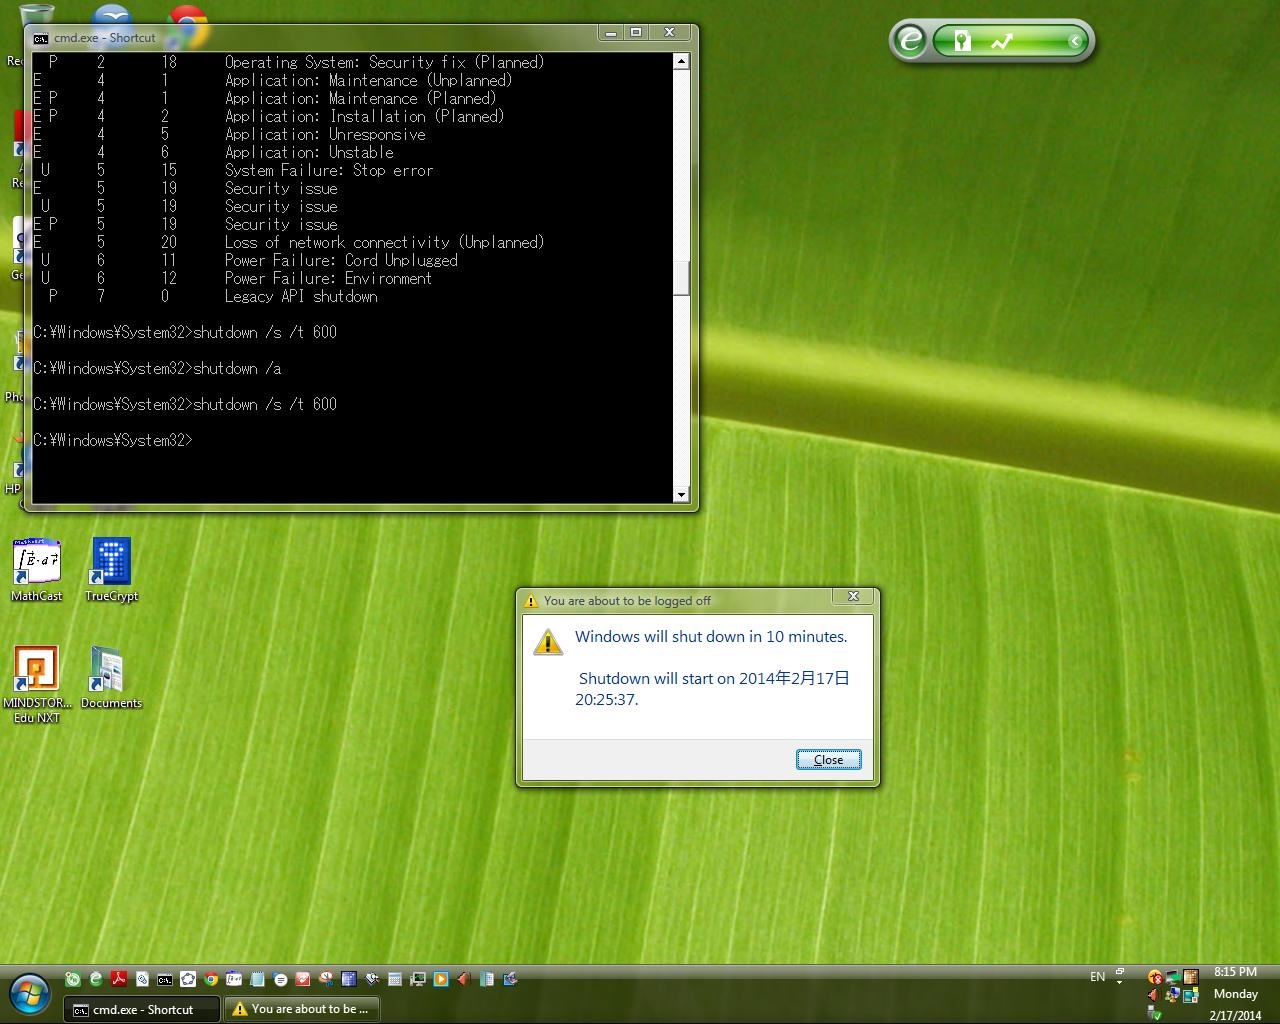 cmd.exe - Shortcut
P 2 18 Operating System: Security fix (Planned)
E 4 1 Application: Maintenance (Unplanned)
E P 4 1 Application: Maintenance (Planned)
E P 4 2 Application: Installation (Planned)
E 4 5 Application: Unresponsive
E 4 6 Application: Unstable
U 5 15 System Failure: Stop error
E 5 19 Security issue
U 5 19 Security issue
E P 5 19 Security issue
E 5 20 Loss of network connectivity (Unplanned)
U 6 11 Power Failure: Cord Unplugged
U 6 12 Power Failure: Environment
P 7 0 Legacy API shutdown
C:¥Windows¥System32>shutdown /s /t 600
C:¥Windows¥System32>shutdown /a
C:¥Windows¥System32>shutdown /s /t 600
C:¥Windows¥System32>
HP
MathCast
TrueCrypt
MINDSTOR...
Edu NXT
Documents
You are about to be logged off
Windows will shut down in 10 minutes.
Shutdown will start on 2014年2月17日
20:25:37.
Close
EN
8:15 PM
Monday
2/17/2014
cmd.exe - Shortcut
You are about to be ...